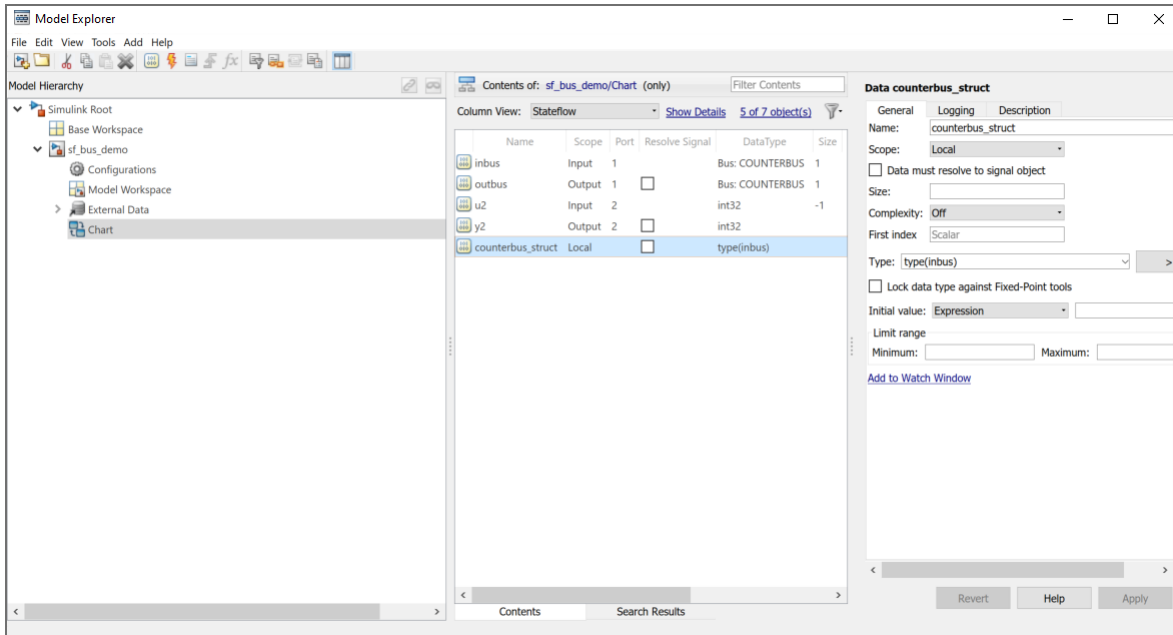 Model Explorer
File Edit View Tools Add Help
Model Hierarchy
Simulink Root
Base Workspace
sf_bus_demo
Configurations
Model Workspace
External Data
Chart
Contents of: sf_bus_demo/Chart (only)
Filter Contents
Column View: Stateflow Show Details 5 of 7 object(s)
Name Scope Port Resolve Signal DataType Size
inbus Input 1 Bus: COUNTERBUS 1
outbus Output 1 Bus: COUNTERBUS 1
u2 Input 2 int32 -1
y2 Output 2 int32
counterbus_struct Local type(inbus)
Contents Search Results
Data counterbus_struct
General Logging Description
Name: counterbus_struct
Scope: Local
Data must resolve to signal object
Size:
Complexity: Off
First index Scalar
Type: type(inbus) >
Lock data type against Fixed-Point tools
Initial value: Expression
Limit range
Minimum: Maximum:
Add to Watch Window
Revert Help Apply